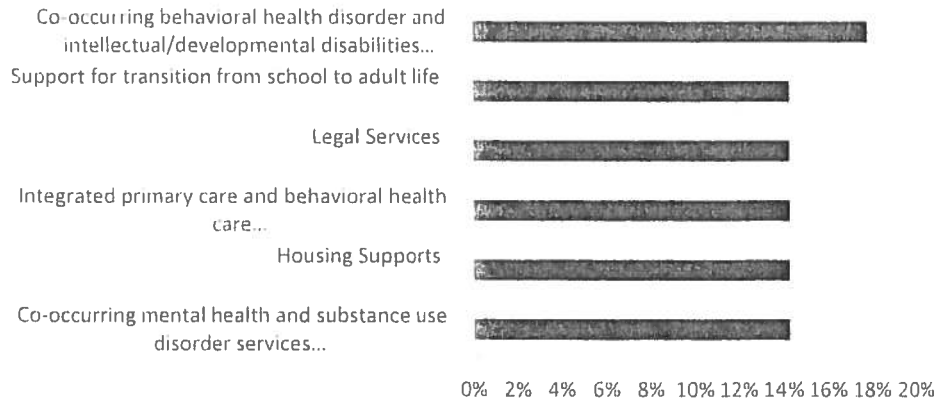 Co-occurring behavioral health disorder and
intellectual/developmental disabilities...
Support for transition from school to adult life
Legal Services
Integrated primary care and behavioral health
care...
Housing Supports
Co-occurring mental health and substance use
disorder services...
0% 2% 4% 6% 8% 10% 12% 14% 16% 18% 20%